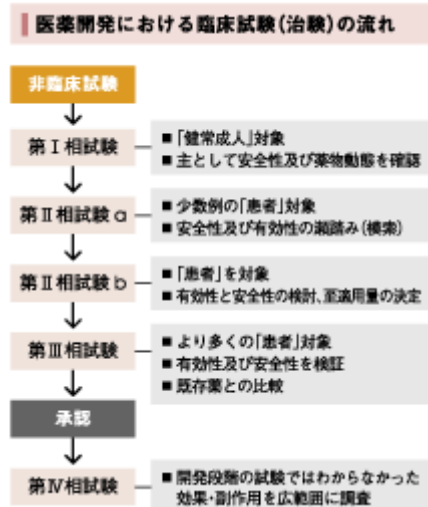 医薬開発における臨床試験(治験)の流れ
非臨床試験
第Ⅰ相試験
■「健常成人」対象
■主として安全性及び薬物動態を確認
第Ⅱ相試験a
■少数例の「患者」対象
■安全性及び有効性の瀬踏み(模索)
第Ⅱ相試験b
■「患者」を対象
■有効性と安全性の検討、至適用量の決定
第Ⅲ相試験
■より多くの「患者」対象
■有効性及び安全性を検証
■既存薬との比較
承認
第Ⅳ相試験
■開発段階の試験ではわからなかった
効果・副作用を広範囲に調査